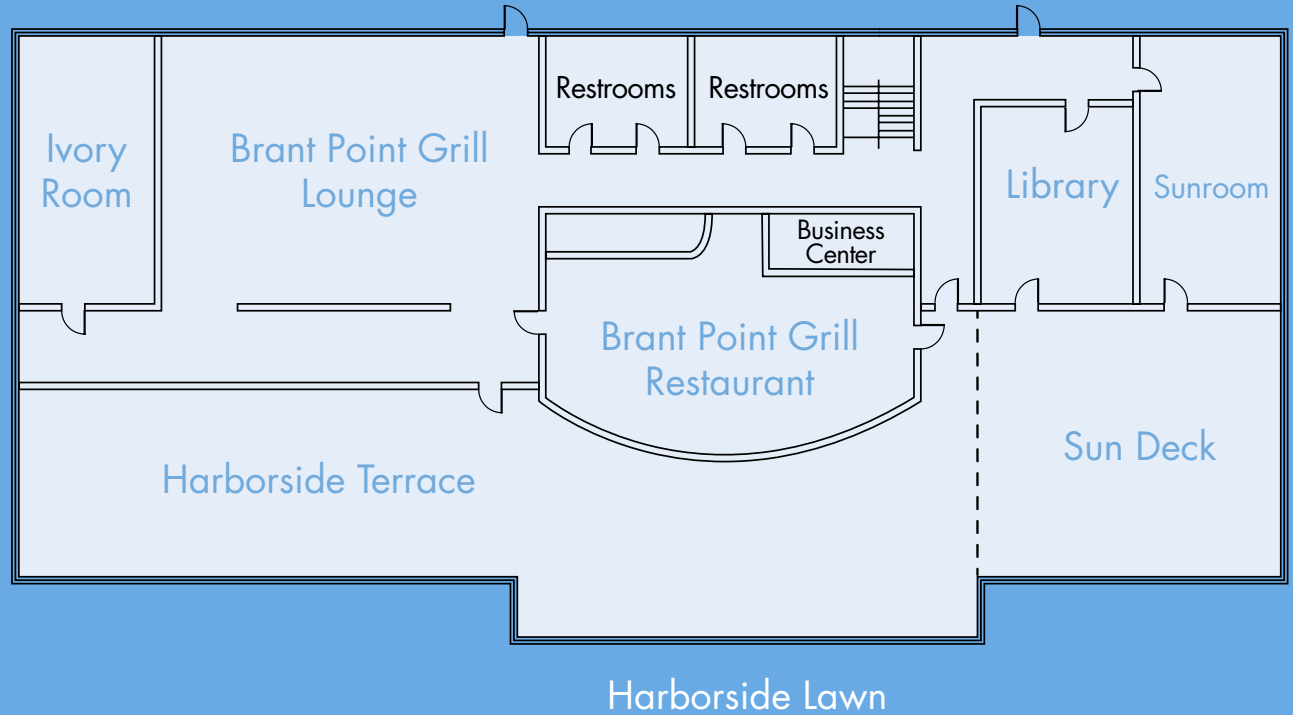 Restrooms
Restrooms
Ivory
Room
Brant Point Grill
Lounge
Library
Sunroom
Business
Center
Brant Point Grill
Restaurant
Sun Deck
Harborside Terrace
Harborside Lawn